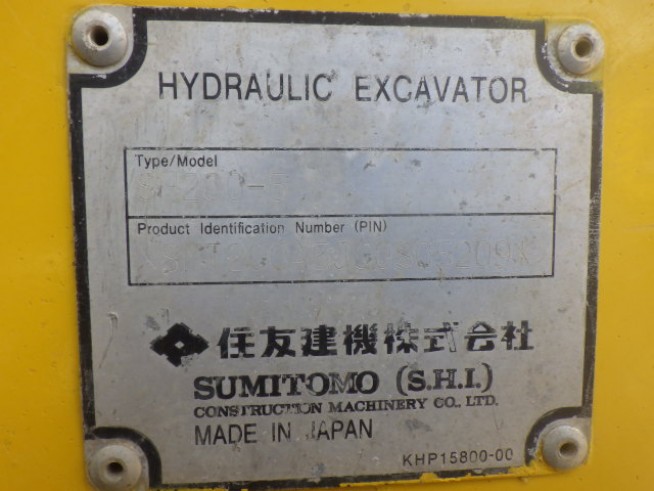 HYDRAULIC EXCAVATOR
Type/Model
Product Identification Number (PIN)
住友建機株式会社
SUMITOMO (S.H.I.)
CONSTRUCTION MACHINERY CO., LTD.
MADE IN JAPAN
KHP15800-00